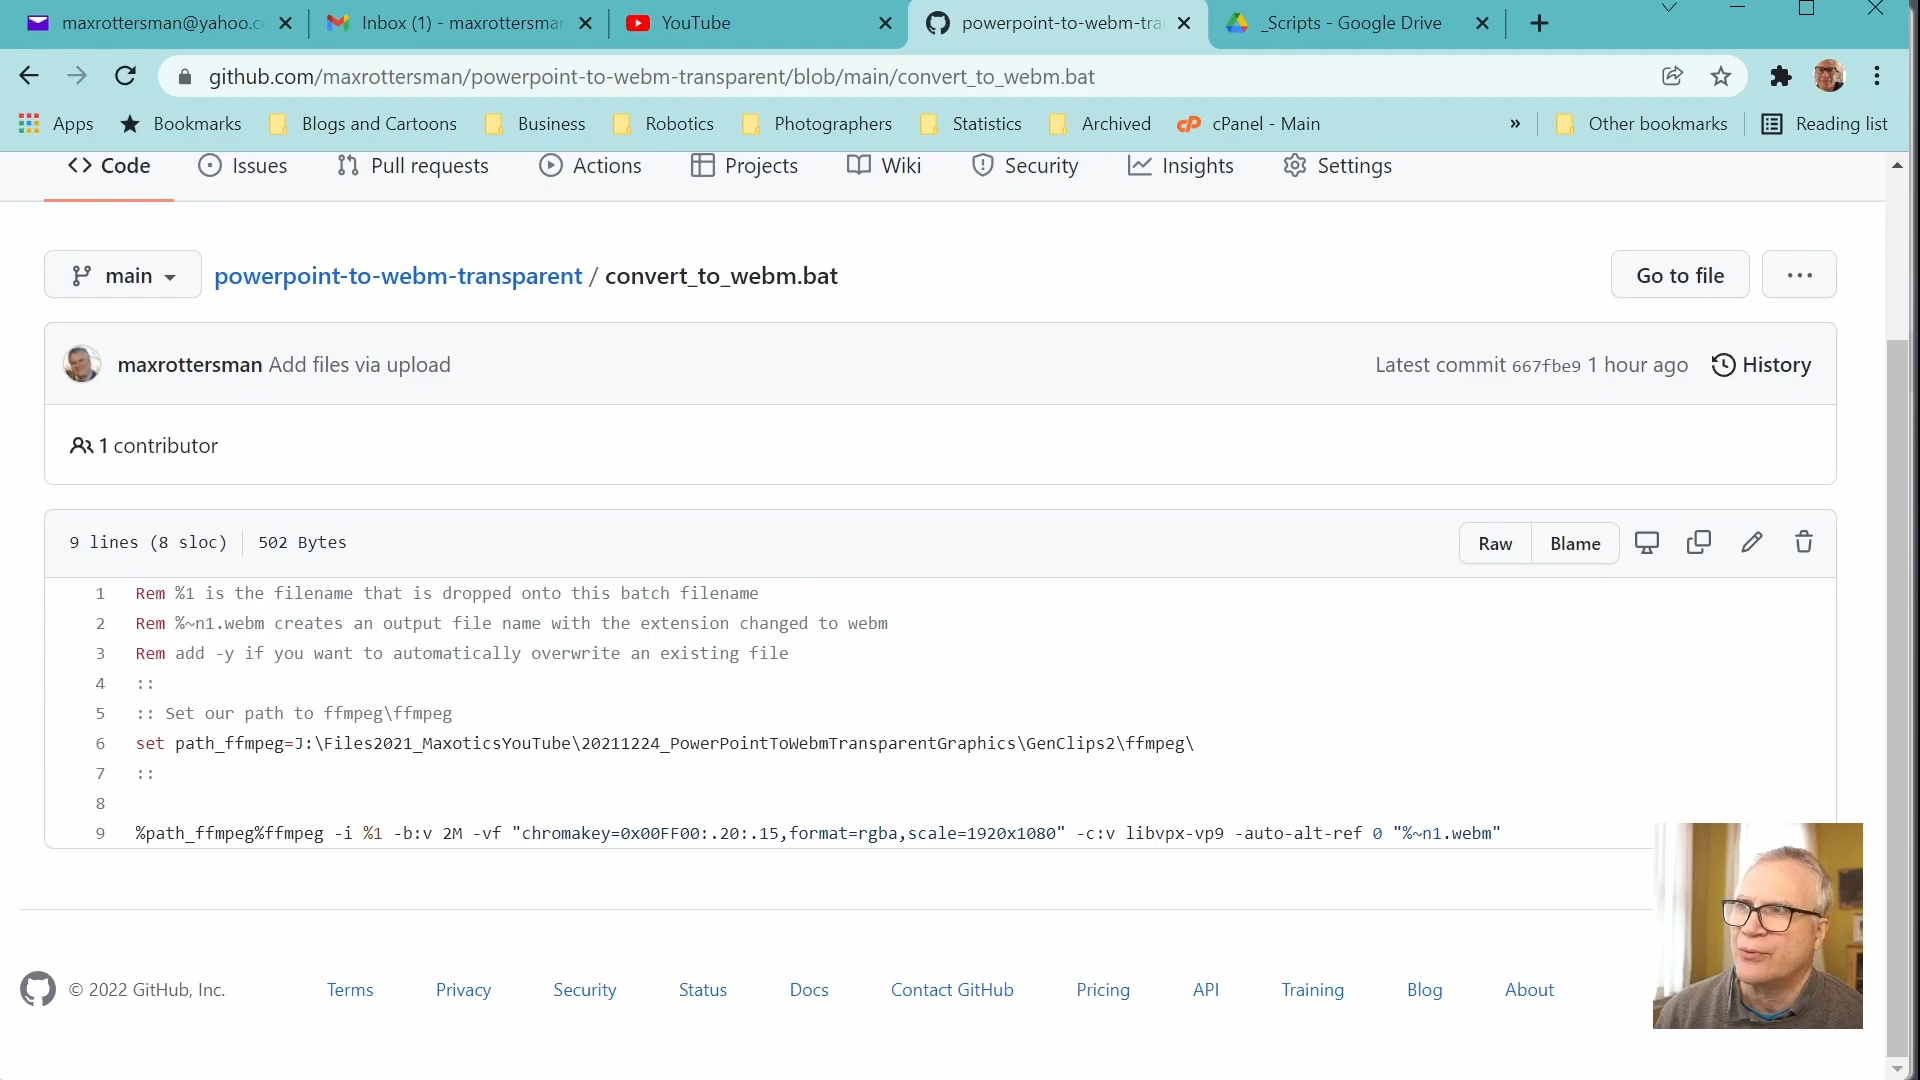 maxrottersman@yahoo.c
Inbox (1) - maxrottersman
YouTube
powerpoint-to-webm-tra
_Scripts - Google Drive
github.com/maxrottersman/powerpoint-to-webm-transparent/blob/main/convert_to_webm.bat
Apps
Bookmarks
Blogs and Cartoons
Business
Robotics
Photographers
Statistics
Archived
cPanel - Main
»
Other bookmarks
Reading list
<> Code
Issues
Pull requests
Actions
Projects
Wiki
Security
Insights
Settings
main
powerpoint-to-webm-transparent / convert_to_webm.bat
Go to file
...
maxrottersman Add files via upload
Latest commit 667fbe9 1 hour ago
History
1 contributor
9 lines (8 sloc)
502 Bytes
Raw
Blame
1 Rem %1 is the filename that is dropped onto this batch filename
2 Rem %~n1.webm creates an output file name with the extension changed to webm
3 Rem add -y if you want to automatically overwrite an existing file
4 ::
5 :: Set our path to ffmpeg\ffmpeg
6 set path_ffmpeg=J:\Files2021_MaxoticsYouTube\20211224_PowerPointToWebmTransparentGraphics\GenClips2\ffmpeg\
7 ::
8
9 %path_ffmpeg%ffmpeg -i %1 -b:v 2M -vf "chromakey=0x00FF00:.20:.15,format=rgba,scale=1920x1080" -c:v libvpx-vp9 -auto-alt-ref 0 "%~n1.webm"
© 2022 GitHub, Inc.
Terms
Privacy
Security
Status
Docs
Contact GitHub
Pricing
API
Training
Blog
About